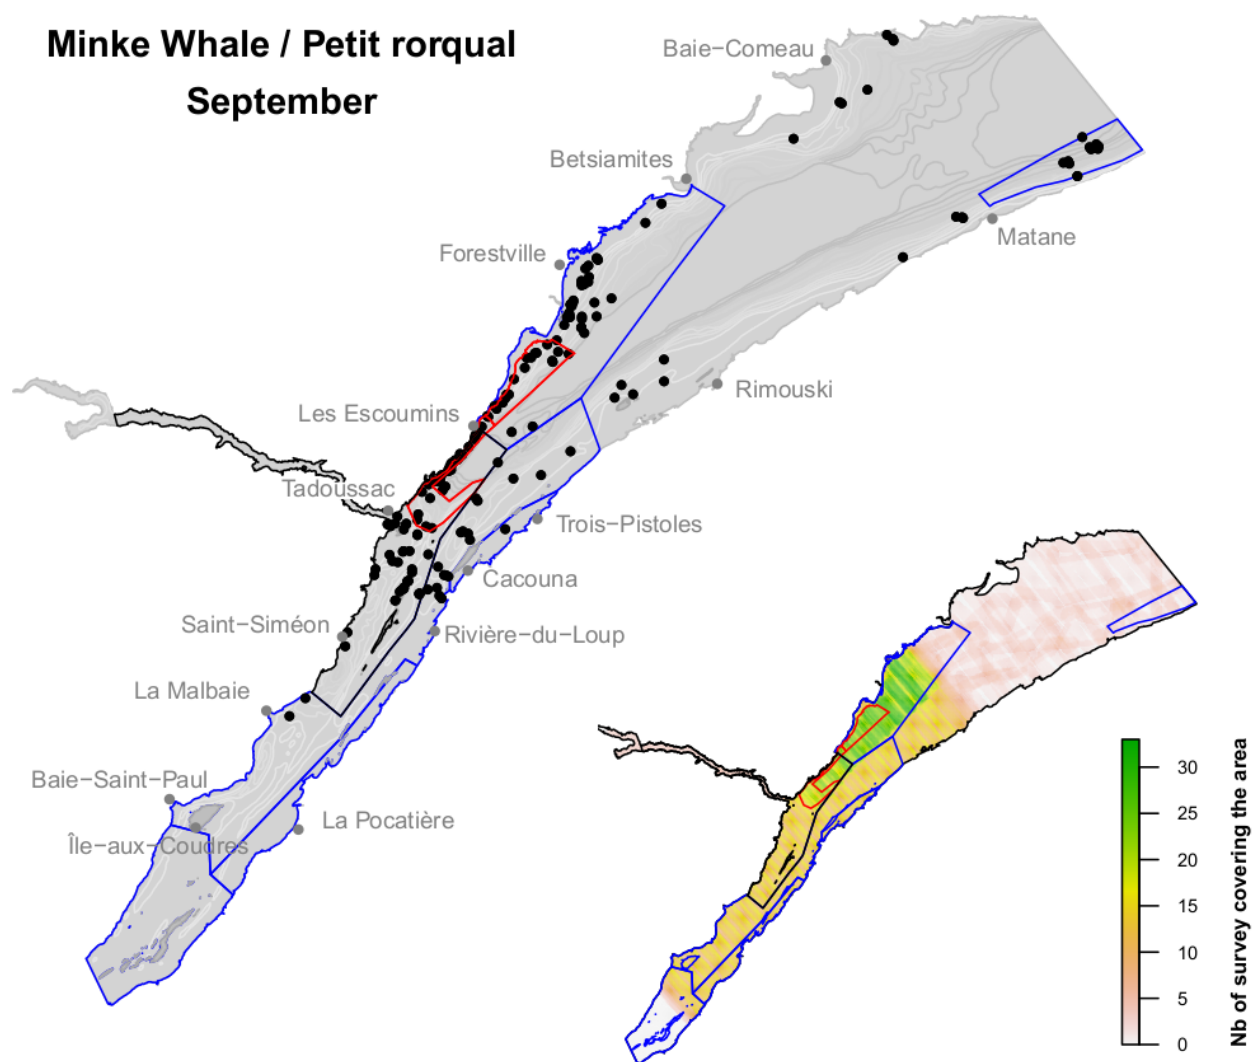 Minke Whale / Petit rorqual
September
Baie-Comeau
Betsiamites
Forestville
Matane
Rimouski
Les Escoumins
Tadoussac
Trois-Pistoles
Cacouna
Saint-Siméon
Rivière-du-Loup
La Malbaie
Baie-Saint-Paul
La Pocatière
Île-aux-Coudres
30
25
20
15
10
5
0
Nb of survey covering the area